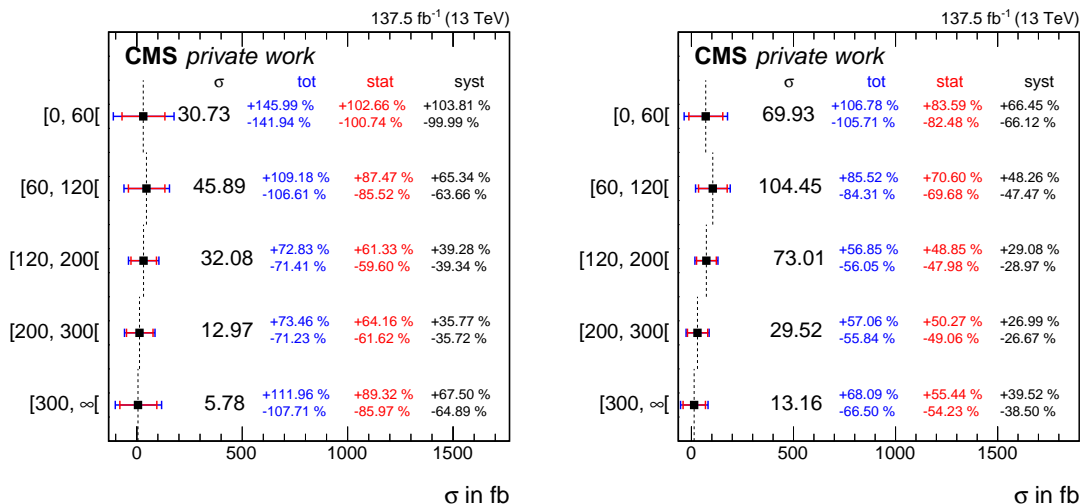 137.5 fb⁻¹ (13 TeV)
CMS private work
σ tot stat syst
[0, 60[ 30.73 +145.99 % -141.94 % +102.66 % -100.74 % +103.81 % -99.99 %
[60, 120[ 45.89 +109.18 % -106.61 % +87.47 % -85.52 % +65.34 % -63.66 %
[120, 200[ 32.08 +72.83 % -71.41 % +61.33 % -59.60 % +39.28 % -39.34 %
[200, 300[ 12.97 +73.46 % -71.23 % +64.16 % -61.62 % +35.77 % -35.72 %
[300, ∞[ 5.78 +111.96 % -107.71 % +89.32 % -85.97 % +67.50 % -64.89 %
0 500 1000 1500
σ in fb
137.5 fb⁻¹ (13 TeV)
CMS private work
σ tot stat syst
[0, 60[ 69.93 +106.78 % -105.71 % +83.59 % -82.48 % +66.45 % -66.12 %
[60, 120[ 104.45 +85.52 % -84.31 % +70.60 % -69.68 % +48.26 % -47.47 %
[120, 200[ 73.01 +56.85 % -56.05 % +48.85 % -47.98 % +29.08 % -28.97 %
[200, 300[ 29.52 +57.06 % -55.84 % +50.27 % -49.06 % +26.99 % -26.67 %
[300, ∞[ 13.16 +68.09 % -66.50 % +55.44 % -54.23 % +39.52 % -38.50 %
0 500 1000 1500
σ in fb